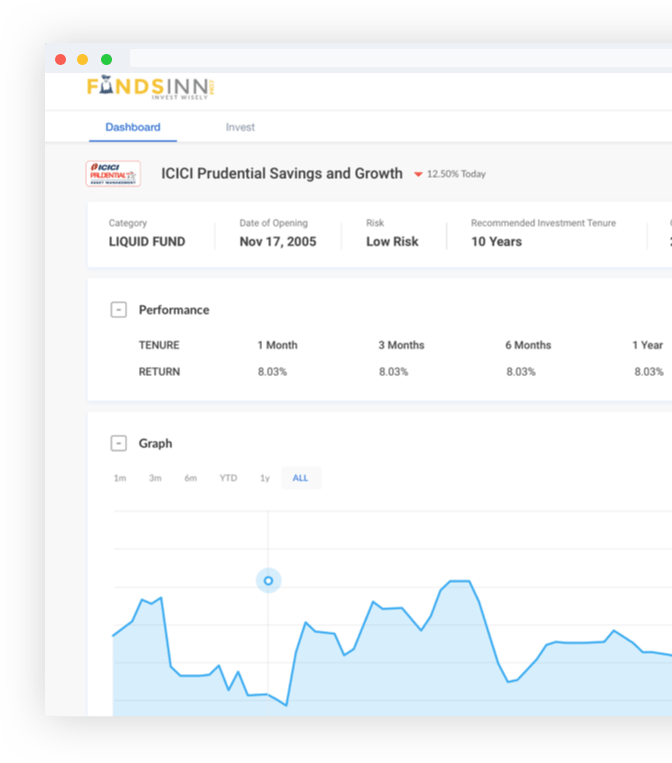 FUNDSINN
INVEST WISELY
Dashboard Invest
ICICI
PRUDENTIAL
ASSET MANAGEMENT
ICICI Prudential Savings and Growth 12.50% Today
Category Date of Opening Risk Recommended Investment Tenure
LIQUID FUND Nov 17, 2005 Low Risk 10 Years
Performance
TENURE 1 Month 3 Months 6 Months 1 Year
RETURN 8.03% 8.03% 8.03% 8.03%
Graph
1m 3m 6m YTD 1y ALL